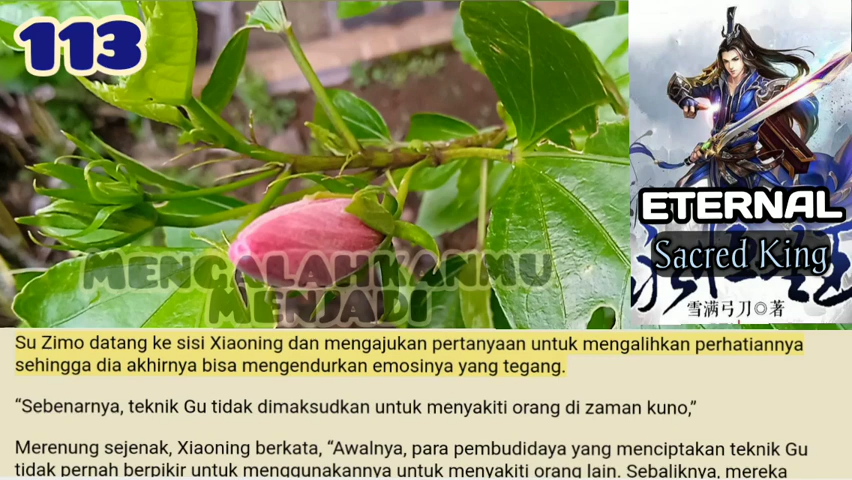 113
ETERNAL
Sacred King
雪满弓刀◎著
MENGALAHKANMU
MENJADI
Su Zimo datang ke sisi Xiaoning dan mengajukan pertanyaan untuk mengalihkan perhatiannya
sehingga dia akhirnya bisa mengendurkan emosinya yang tegang.
“Sebenarnya, teknik Gu tidak dimaksudkan untuk menyakiti orang di zaman kuno,”
Merenung sejenak, Xiaoning berkata, “Awalnya, para pembudidaya yang menciptakan teknik Gu
tidak pernah berpikir untuk menggunakannya untuk menyakiti orang lain. Sebaliknya, mereka